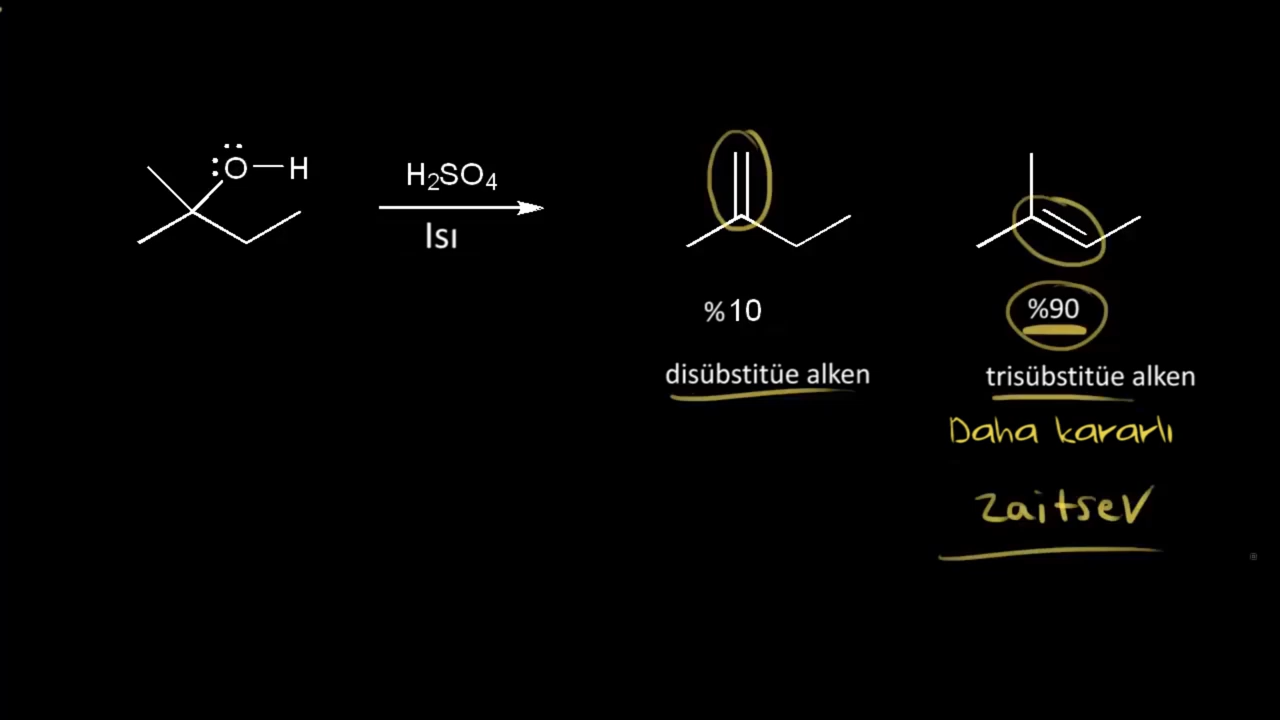 :Ö—H
H₂SO₄
Isı
%10
%90
disübstitüe alken
trisübstitüe alken
Daha kararlı
Zaitsev